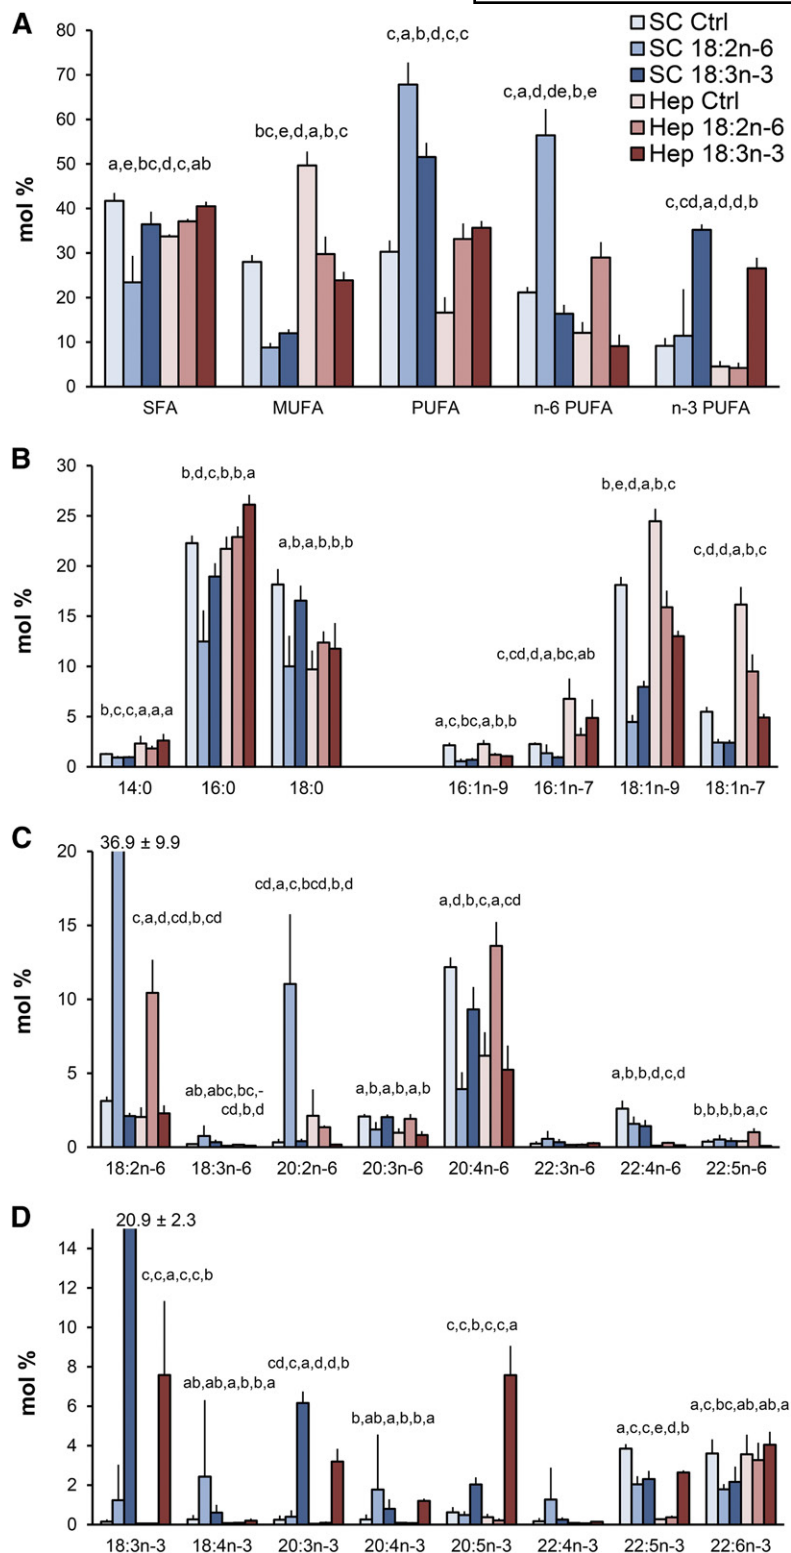 A
80
70
60
50
40
30
20
10
0
mol %
SC Ctrl
SC 18:2n-6
SC 18:3n-3
Hep Ctrl
Hep 18:2n-6
Hep 18:3n-3
a,e,bc,d,c,ab
bc,e,d,a,b,c
c,a,b,d,c,c
c,a,d,de,b,e
c,cd,a,d,d,b
SFA
MUFA
PUFA
n-6 PUFA
n-3 PUFA
B
30
25
20
15
10
5
0
mol %
b,c,c,a,a,a
b,d,c,b,b,a
a,b,a,b,b,b
a,c,bc,a,b,b
c,cd,d,a,bc,ab
b,e,d,a,b,c
c,d,d,a,b,c
14:0
16:0
18:0
16:1n-9
16:1n-7
18:1n-9
18:1n-7
C
20
15
10
5
0
mol %
36.9 ± 9.9
c,a,d,cd,b,cd
ab,abc,bc,-
cd,b,d
cd,a,c,bcd,b,d
a,b,a,b,a,b
a,d,b,c,a,cd
a,b,b,d,c,d
b,b,b,b,a,c
18:2n-6
18:3n-6
20:2n-6
20:3n-6
20:4n-6
22:3n-6
22:4n-6
22:5n-6
D
14
12
10
8
6
4
2
0
mol %
20.9 ± 2.3
c,c,a,c,c,b
ab,ab,a,b,b,a
cd,c,a,d,d,b
b,ab,a,b,b,a
c,c,b,c,c,a
a,c,c,e,d,b
a,c,bc,ab,ab,a
18:3n-3
18:4n-3
20:3n-3
20:4n-3
20:5n-3
22:4n-3
22:5n-3
22:6n-3